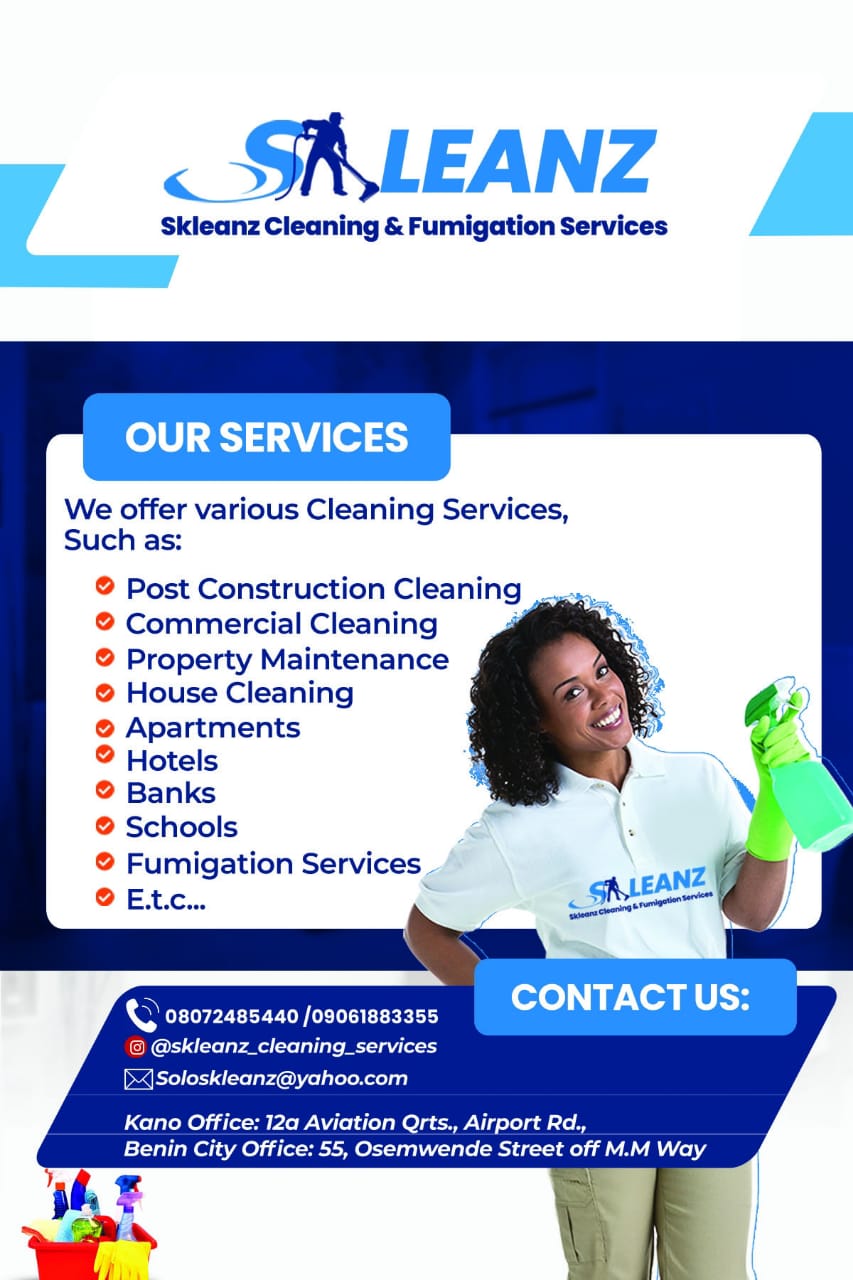 SKLEANZ
Skleanz Cleaning & Fumigation Services
OUR SERVICES
We offer various Cleaning Services,
Such as:
Post Construction Cleaning
Commercial Cleaning
Property Maintenance
House Cleaning
Apartments
Hotels
Banks
Schools
Fumigation Services
E.t.c...
SKLEANZ
Skleanz Cleaning & Fumigation Services
CONTACT US:
08072485440 /09061883355
@skleanz_cleaning_services
Soloskleanz@yahoo.com
Kano Office: 12a Aviation Qrts., Airport Rd.,
Benin City Office: 55, Osemwende Street off M.M Way